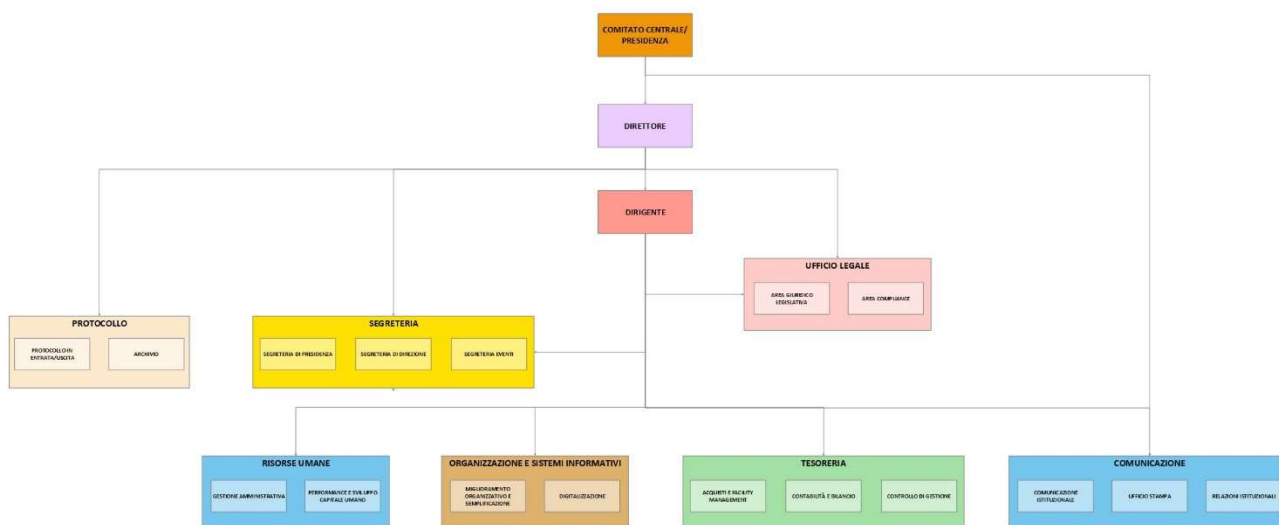 COMITATO CENTRALE/
PRESIDENZA
DIRETTORE
DIRIGENTE
UFFICIO LEGALE
AREA GIURIDICO
LEGISLATIVA
AREA COMPLIANCE
PROTOCOLLO
PROTOCOLLO IN
ENTRATA/USCITA
ARCHIVIO
SEGRETERIA
SEGRETERIA DI PRESIDENZA
SEGRETERIA DI DIREZIONE
SEGRETERIA EVENTI
RISORSE UMANE
GESTIONE AMMINISTRATIVA
PERFORMANCE E SVILUPPO
CAPITALE UMANO
ORGANIZZAZIONE E SISTEMI INFORMATIVI
MIGLIORAMENTO
ORGANIZZATIVO E
SEMPLIFICAZIONE
DIGITALIZZAZIONE
TESORERIA
ACQUISTI E FACILITY
MANAGEMENT
CONTABILITÀ E BILANCIO
CONTROLLO DI GESTIONE
COMUNICAZIONE
COMUNICAZIONE
ISTITUZIONALE
UFFICIO STAMPA
RELAZIONI ISTITUZIONALI